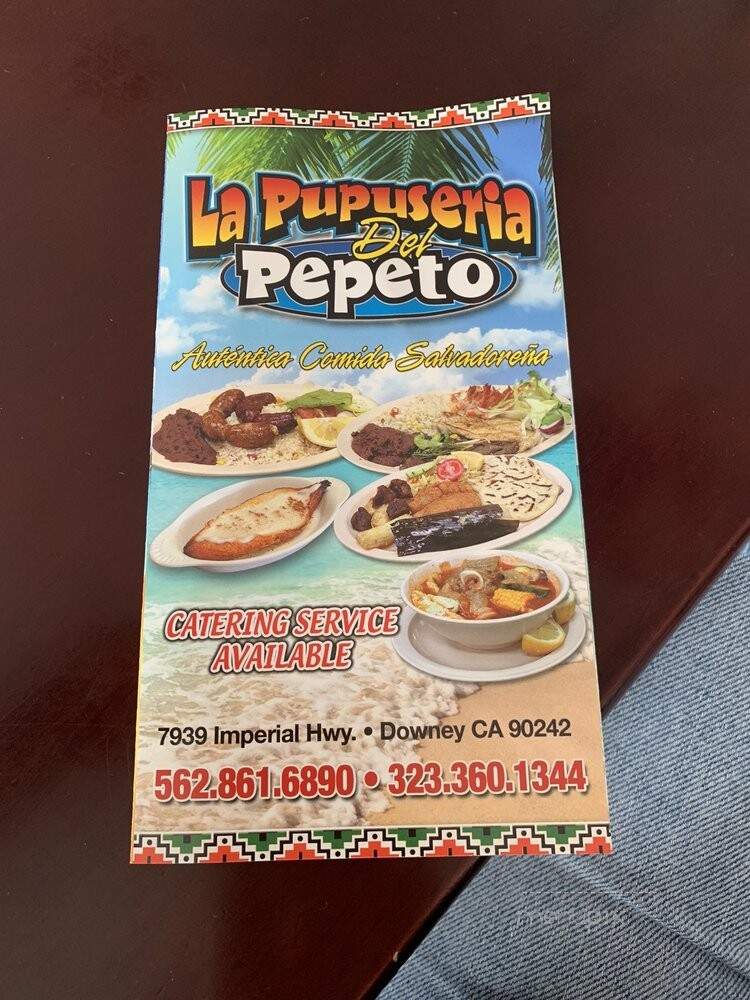 La Pupuseria
Del
Pepeto
Auténtica Comida Salvadoreña
CATERING SERVICE
AVAILABLE
7939 Imperial Hwy. • Downey CA 90242
562.861.6890 • 323.360.1344